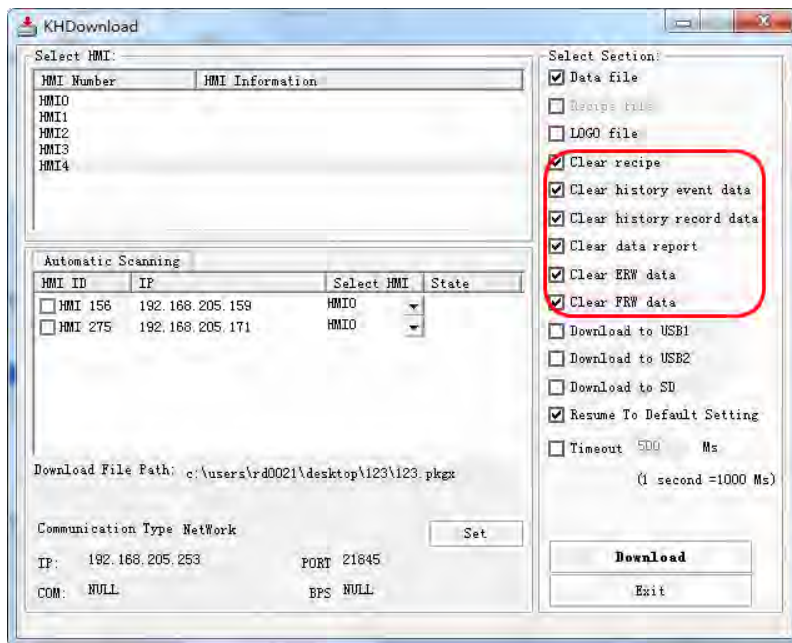 KHDownload
Select HMI:
HMI Number HMI Information
HMI0
HMI1
HMI2
HMI3
HMI4
Automatic Scanning
HMI ID IP Select HMI State
HMI 156 192.168.205.159 HMI0
HMI 275 192.168.205.171 HMI0
Download File Path: c:\users\rd0021\desktop\123\123.pkgx
Communication Type NetWork Set
IP: 192.168.205.253 PORT 21845
COM: NULL BPS NULL
Select Section:
Data file
Recipe file
LOGO file
Clear recipe
Clear history event data
Clear history record data
Clear data report
Clear ERW data
Clear FRW data
Download to USB1
Download to USB2
Download to SD
Resume To Default Setting
Timeout 500 Ms
(1 second =1000 Ms)
Download
Exit